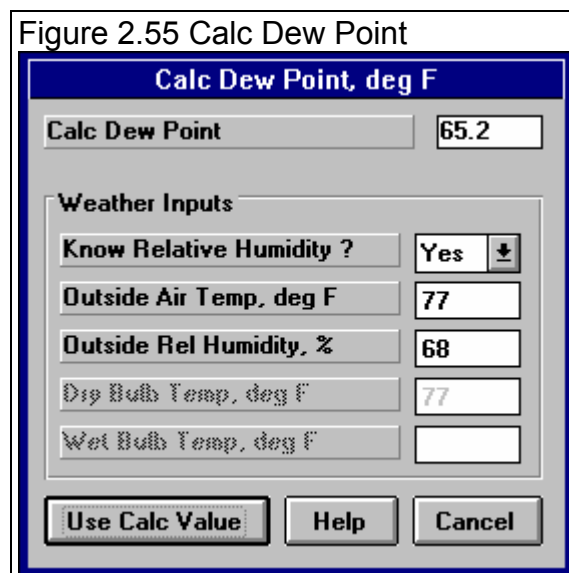 Figure 2.55 Calc Dew Point
Calc Dew Point, deg F
Calc Dew Point 65.2
Weather Inputs
Know Relative Humidity ? Yes
Outside Air Temp, deg F 77
Outside Rel Humidity, % 68
Dry Bulb Temp, deg F 77
Wet Bulb Temp, deg F
Use Calc Value Help Cancel